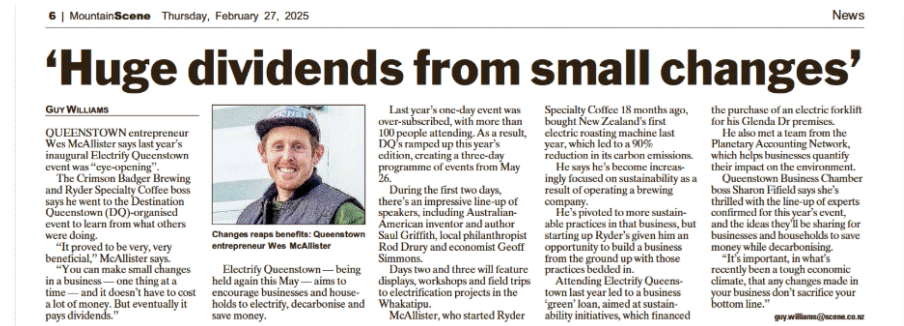 6 | MountainScene Thursday, February 27, 2025
News
‘Huge dividends from small changes’
GUY WILLIAMS
QUEENSTOWN entrepreneur
Wes McAllister says last year’s
inaugural Electrify Queenstown
event was “eye-opening”.
The Crimson Badger Brewing
and Ryder Specialty Coffee boss
says he went to the Destination
Queenstown (DQ)-organised
event to learn from what others
were doing.
“It proved to be very, very
beneficial,” McAllister says.
“You can make small changes
in a business — one thing at a
time — and it doesn’t have to cost
a lot of money. But eventually it
pays dividends.”
Changes reaps benefits: Queenstown
entrepreneur Wes McAllister
Electrify Queenstown — being
held again this May — aims to
encourage businesses and house-
holds to electrify, decarbonise and
save money.
Last year’s one-day event was
over-subscribed, with more than
100 people attending. As a result,
DQ’s ramped up this year’s
edition, creating a three-day
programme of events from May
26.
During the first two days,
there’s an impressive line-up of
speakers, including Australian-
American inventor and author
Saul Griffith, local philanthropist
Rod Drury and economist Geoff
Simmons.
Days two and three will feature
displays, workshops and field trips
to electrification projects in the
Whakatipu.
McAllister, who started Ryder
Specialty Coffee 18 months ago,
bought New Zealand’s first
electric roasting machine last
year, which led to a 90%
reduction in its carbon emissions.
He says he’s become increas-
ingly focused on sustainability as a
result of operating a brewing
company.
He’s pivoted to more sustain-
able practices in that business, but
starting up Ryder’s given him an
opportunity to build a business
from the ground up with those
practices bedded in.
Attending Electrify Queens-
town last year led to a business
‘green’ loan, aimed at sustain-
ability initiatives, which financed
the purchase of an electric forklift
for his Glenda Dr premises.
He also met a team from the
Planetary Accounting Network,
which helps businesses quantify
their impact on the environment.
Queenstown Business Chamber
boss Sharon Fifield says she’s
thrilled with the line-up of experts
confirmed for this year’s event,
and the ideas they’ll be sharing for
businesses and households to save
money while decarbonising.
“It’s important, in what’s
recently been a tough economic
climate, that any changes made in
your business don’t sacrifice your
bottom line.”
guy.williams@scene.co.nz